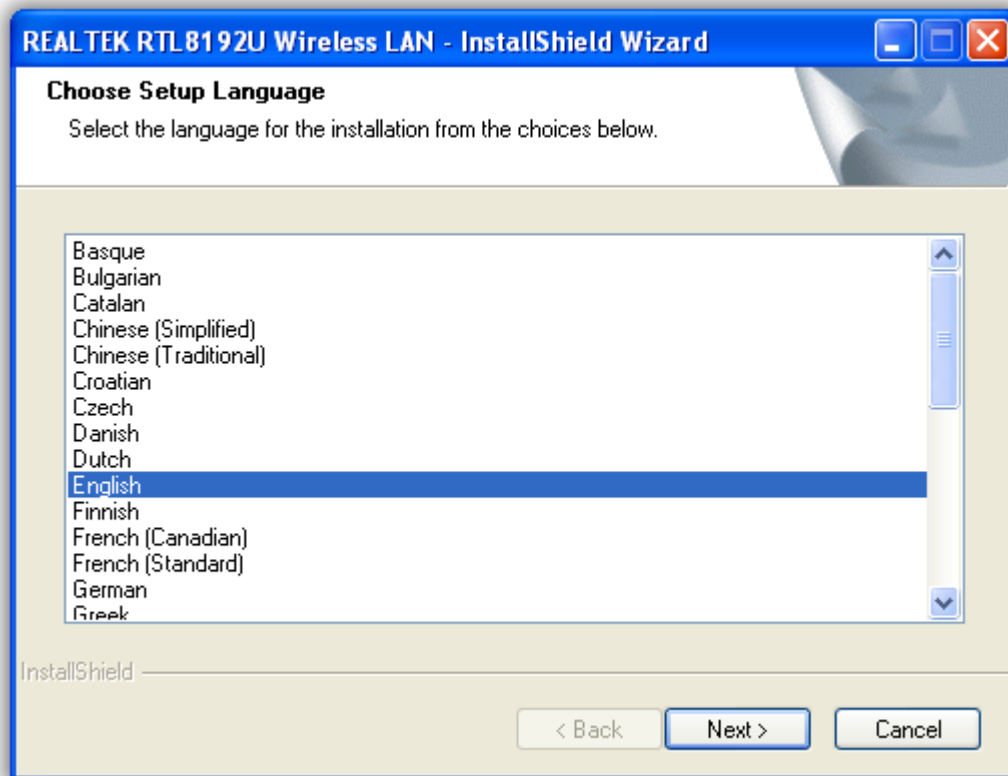 REALTEK RTL8192U Wireless LAN - InstallShield Wizard
Choose Setup Language
Select the language for the installation from the choices below.
Basque
Bulgarian
Catalan
Chinese (Simplified)
Chinese (Traditional)
Croatian
Czech
Danish
Dutch
English
Finnish
French (Canadian)
French (Standard)
German
Greek
InstallShield
< Back
Next >
Cancel